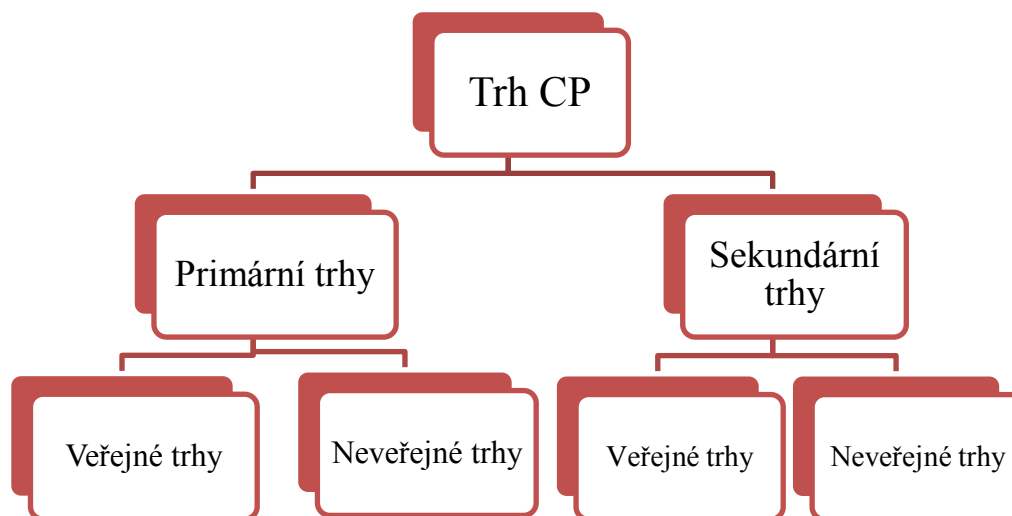 Trh CP
Primární trhy
Sekundární
trhy
Veřejné trhy
Neveřejné trhy
Veřejné trhy
Neveřejné trhy